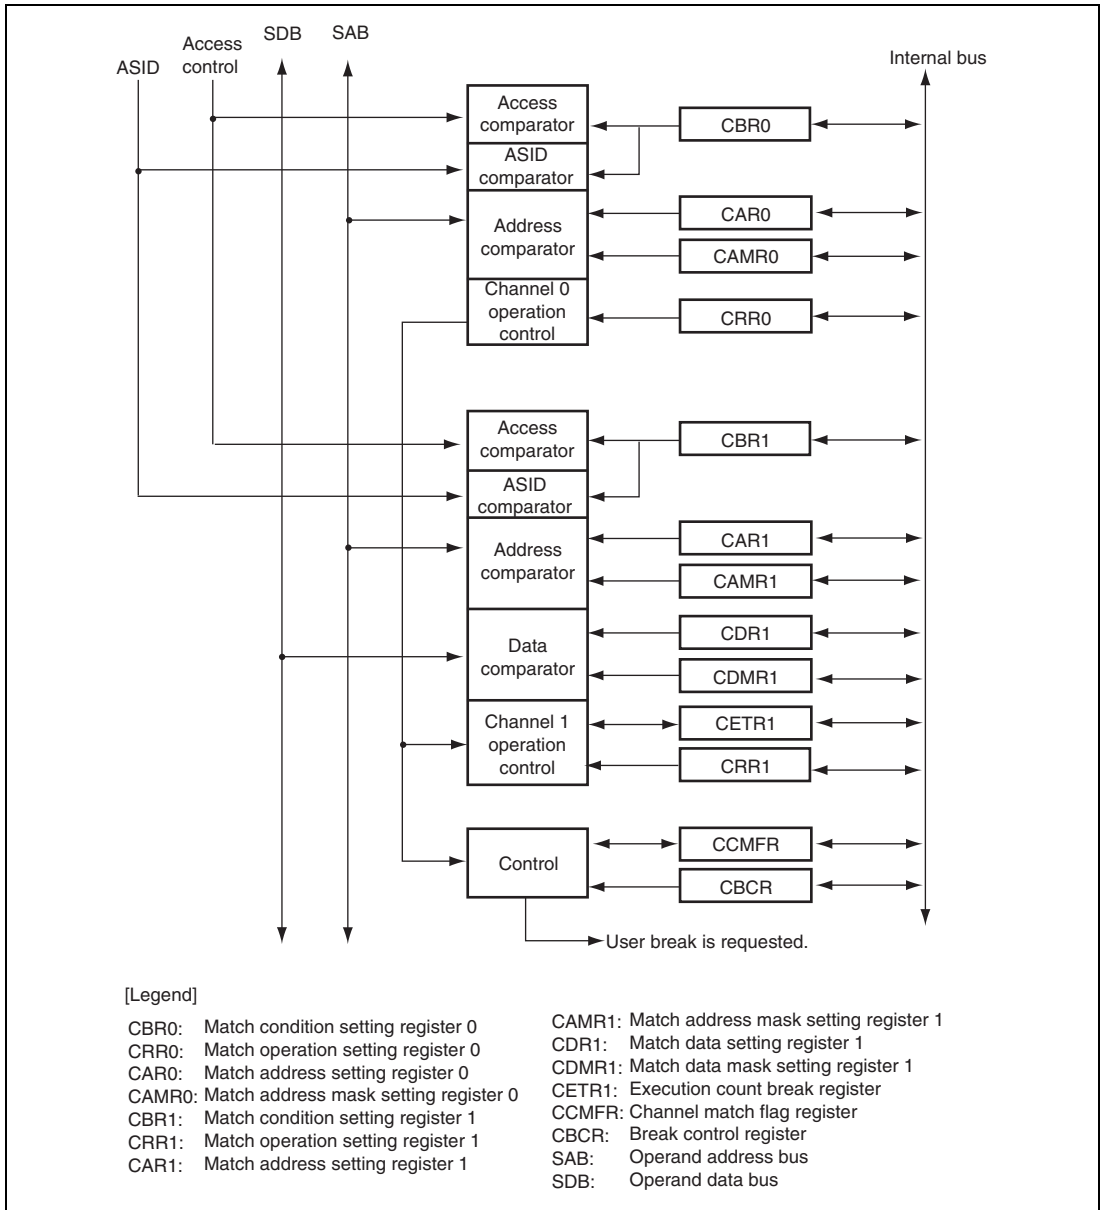 ASID
Access
control
SDB
SAB
Internal bus
Access
comparator
CBR0
ASID
comparator
Address
comparator
CAR0
CAMR0
Channel 0
operation
control
CRR0
Access
comparator
CBR1
ASID
comparator
Address
comparator
CAR1
CAMR1
Data
comparator
CDR1
CDMR1
Channel 1
operation
control
CETR1
CRR1
Control
CCMFR
CBCR
User break is requested.
[Legend]
CBR0: Match condition setting register 0
CRR0: Match operation setting register 0
CAR0: Match address setting register 0
CAMR0: Match address mask setting register 0
CBR1: Match condition setting register 1
CRR1: Match operation setting register 1
CAR1: Match address setting register 1
CAMR1: Match address mask setting register 1
CDR1: Match data setting register 1
CDMR1: Match data mask setting register 1
CETR1: Execution count break register
CCMFR: Channel match flag register
CBCR: Break control register
SAB: Operand address bus
SDB: Operand data bus